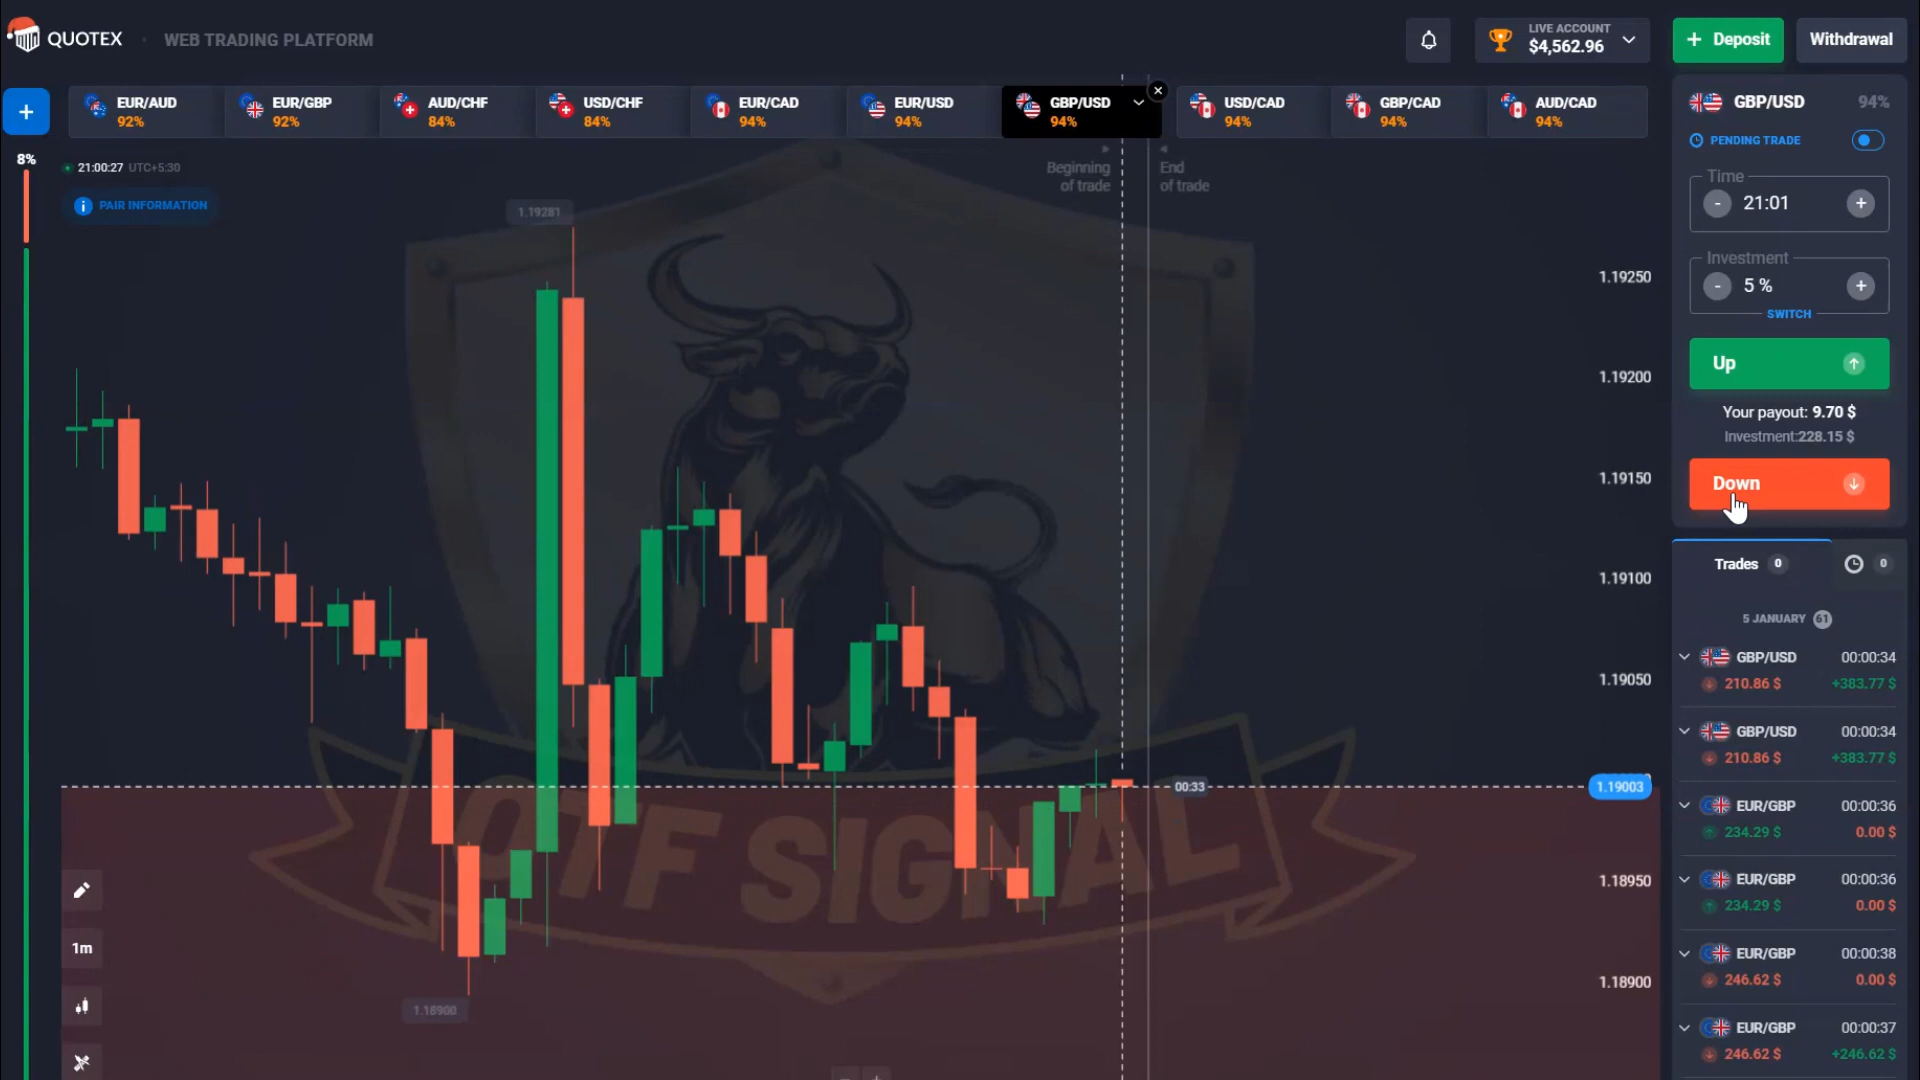 QUOTEX
WEB TRADING PLATFORM
LIVE ACCOUNT
$4,562.96
+ Deposit
Withdrawal
+
EUR/AUD
92%
EUR/GBP
92%
AUD/CHF
84%
USD/CHF
84%
EUR/CAD
94%
EUR/USD
94%
GBP/USD
94%
USD/CAD
94%
GBP/CAD
94%
AUD/CAD
94%
8%
21:00:27 UTC+5:30
i PAIR INFORMATION
Beginning
of trade
End
of trade
1.19281
1.18900
00:33
1.19250
1.19200
1.19150
1.19100
1.19050
1.19003
1.18950
1.18900
OTF SIGNAL
1m
GBP/USD 94%
PENDING TRADE
Time
- 21:01 +
Investment
- 5 % +
SWITCH
Up
Your payout: 9.70 $
Investment:228.15 $
Down
Trades 0
0
5 JANUARY 61
GBP/USD 00:00:34
210.86 $ +383.77 $
GBP/USD 00:00:34
210.86 $ +383.77 $
EUR/GBP 00:00:36
234.29 $ 0.00 $
EUR/GBP 00:00:36
234.29 $ 0.00 $
EUR/GBP 00:00:38
246.62 $ 0.00 $
EUR/GBP 00:00:37
246.62 $ +246.62 $